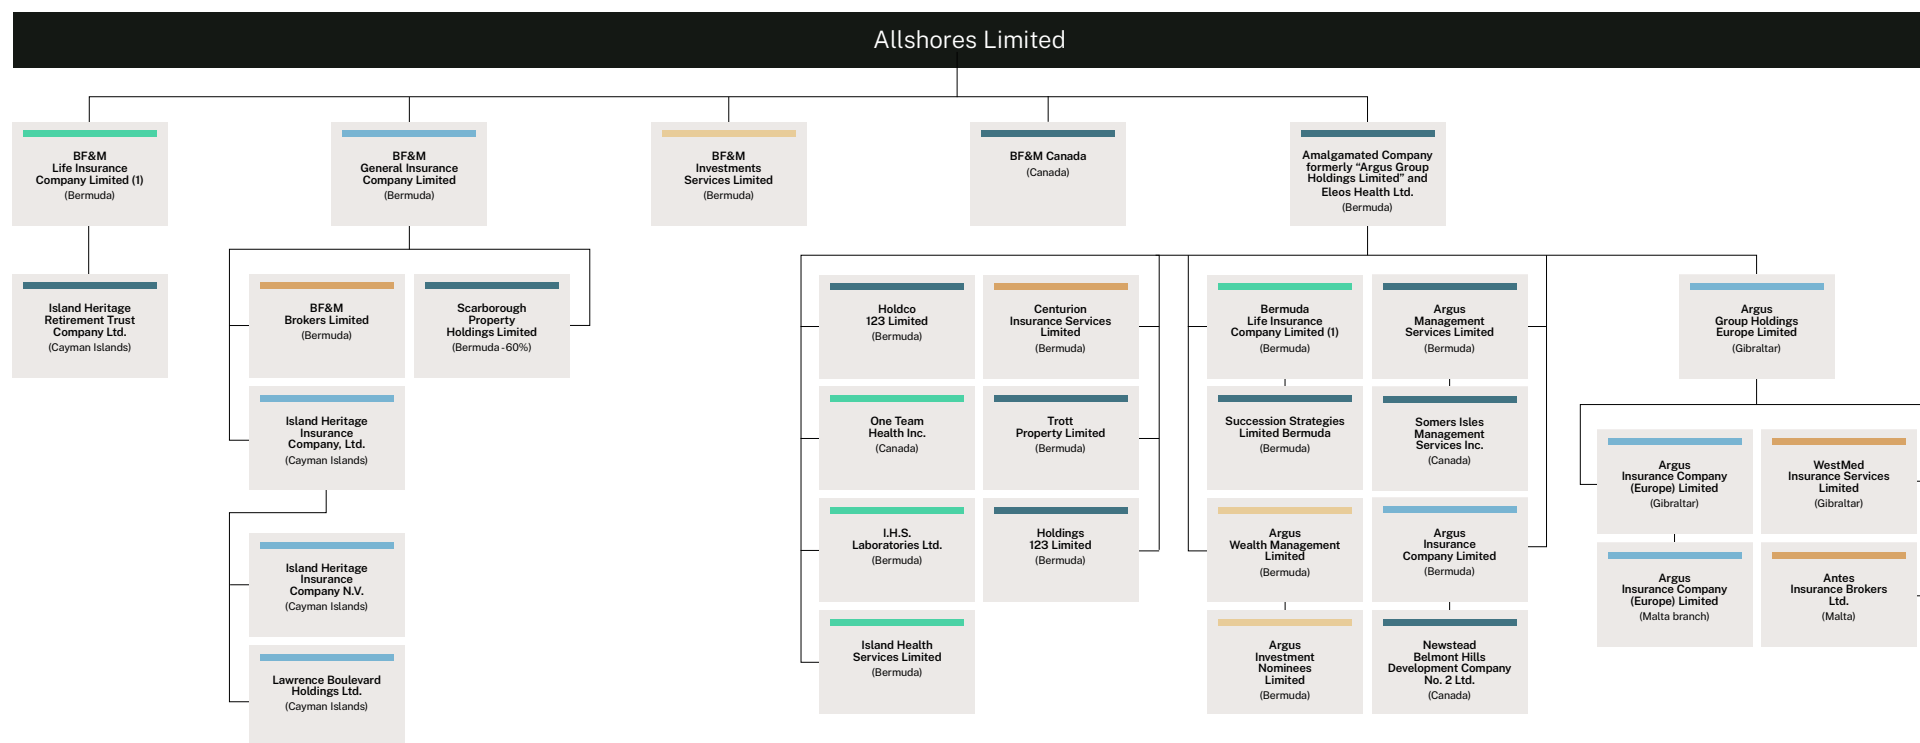 Allshores Limited
BF&M
Life Insurance
Company Limited (1)
(Bermuda)
BF&M
General Insurance
Company Limited
(Bermuda)
BF&M
Investments
Services Limited
(Bermuda)
BF&M Canada
(Canada)
Amalgamated Company
formerly “Argus Group
Holdings Limited” and
Eleos Health Ltd.
(Bermuda)
Island Heritage
Retirement Trust
Company Ltd.
(Cayman Islands)
BF&M
Brokers Limited
(Bermuda)
Scarborough
Property
Holdings Limited
(Bermuda - 60%)
Holdco
123 Limited
(Bermuda)
Centurion
Insurance Services
Limited
(Bermuda)
Bermuda
Life Insurance
Company Limited (1)
(Bermuda)
Argus
Management
Services Limited
(Bermuda)
Argus
Group Holdings
Europe Limited
(Gibraltar)
Island Heritage
Insurance
Company, Ltd.
(Cayman Islands)
One Team
Health Inc.
(Canada)
Trott
Property Limited
(Bermuda)
Succession Strategies
Limited Bermuda
(Bermuda)
Somers Isles
Management
Services Inc.
(Canada)
Argus
Insurance Company
(Europe) Limited
(Gibraltar)
WestMed
Insurance Services
Limited
(Gibraltar)
Island Heritage
Insurance
Company N.V.
(Cayman Islands)
I.H.S.
Laboratories Ltd.
(Bermuda)
Holdings
123 Limited
(Bermuda)
Argus
Wealth Management
Limited
(Bermuda)
Argus
Insurance
Company Limited
(Bermuda)
Argus
Insurance Company
(Europe) Limited
(Malta branch)
Antes
Insurance Brokers
Ltd.
(Malta)
Lawrence Boulevard
Holdings Ltd.
(Cayman Islands)
Island Health
Services Limited
(Bermuda)
Argus
Investment
Nominees
Limited
(Bermuda)
Newstead
Belmont Hills
Development Company
No. 2 Ltd.
(Canada)